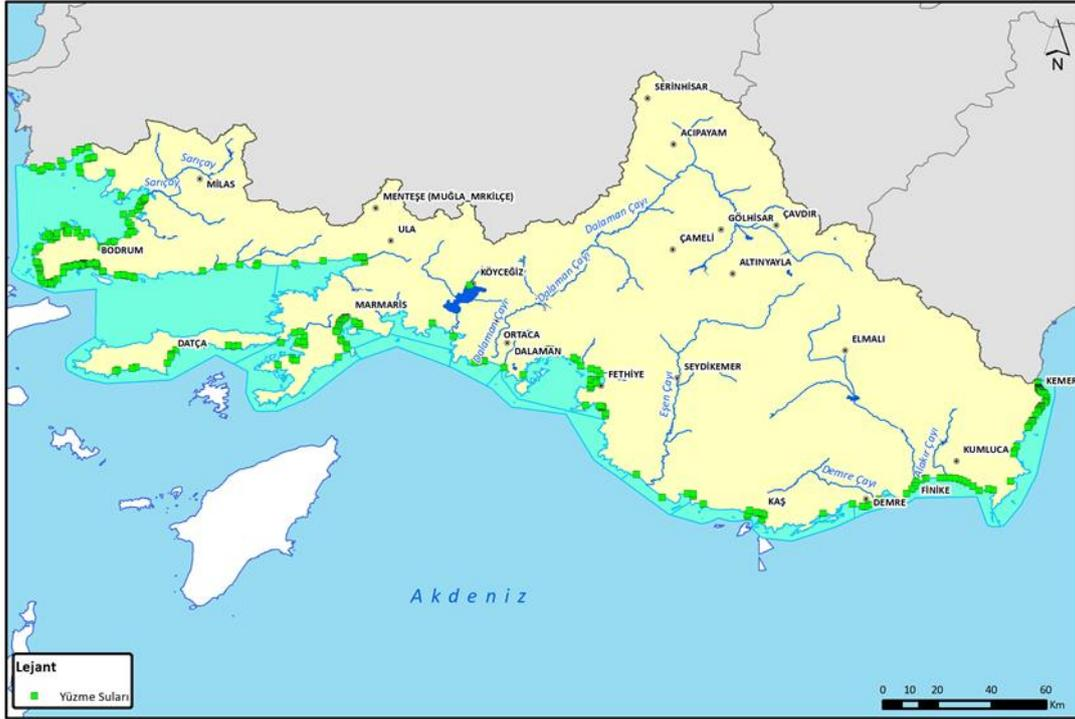 N
SERİNHİSAR
ACIPAYAM
Sarıçay
Sarıçay
MİLAS
MENTEŞE (MUĞLA_MRKİLÇE)
Dalaman Çayı
GÖLHİSAR
ÇAVDIR
ULA
ÇAMELİ
BODRUM
ALTINYAYLA
KÖYCEĞİZ
Dalaman Çayı
MARMARİS
Dalaman Çayı
ORTACA
ELMALI
DATÇA
DALAMAN
FETHİYE
SEYDİKEMER
Eşen Çayı
KEMER
Alakır Çayı
KUMLUCA
Demre Çayı
FİNİKE
KAŞ
DEMRE
Akdeniz
Lejant
Yüzme Suları
0 10 20 40 60
Km